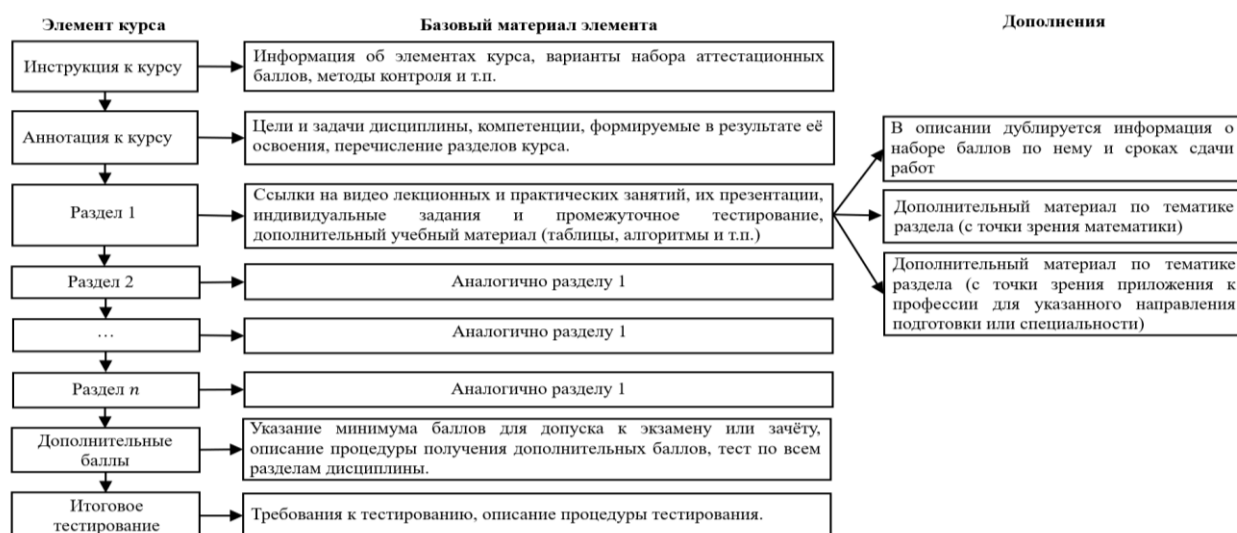 Элемент курса
Базовый материал элемента
Дополнения
Инструкция к курсу
Информация об элементах курса, варианты набора аттестационных
баллов, методы контроля и т.п.
Аннотация к курсу
Цели и задачи дисциплины, компетенции, формируемые в результате её
освоения, перечисление разделов курса.
Раздел 1
Ссылки на видео лекционных и практических занятий, их презентации,
индивидуальные задания и промежуточное тестирование,
дополнительный учебный материал (таблицы, алгоритмы и т.п.)
В описании дублируется информация о
наборе баллов по нему и сроках сдачи
работ
Дополнительный материал по тематике
раздела (с точки зрения математики)
Дополнительный материал по тематике
раздела (с точки зрения приложения к
профессии для указанного направления
подготовки или специальности)
Раздел 2
Аналогично разделу 1
…
Аналогично разделу 1
Раздел n
Аналогично разделу 1
Дополнительные
баллы
Указание минимума баллов для допуска к экзамену или зачёту,
описание процедуры получения дополнительных баллов, тест по всем
разделам дисциплины.
Итоговое
тестирование
Требования к тестированию, описание процедуры тестирования.